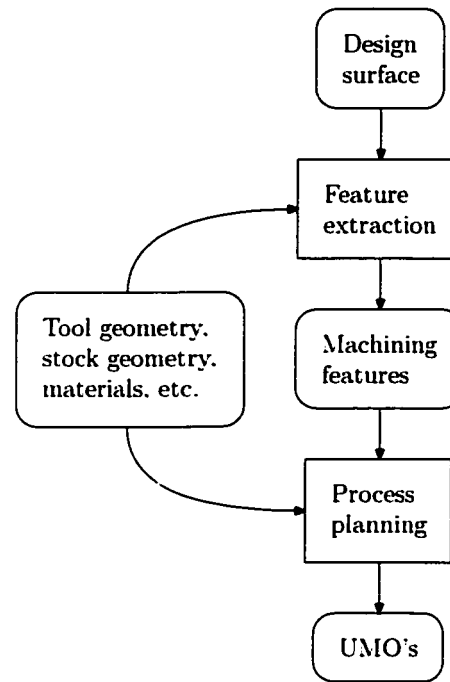 Design
surface
Feature
extraction
Tool geometry,
stock geometry,
materials, etc.
Machining
features
Process
planning
UMO's